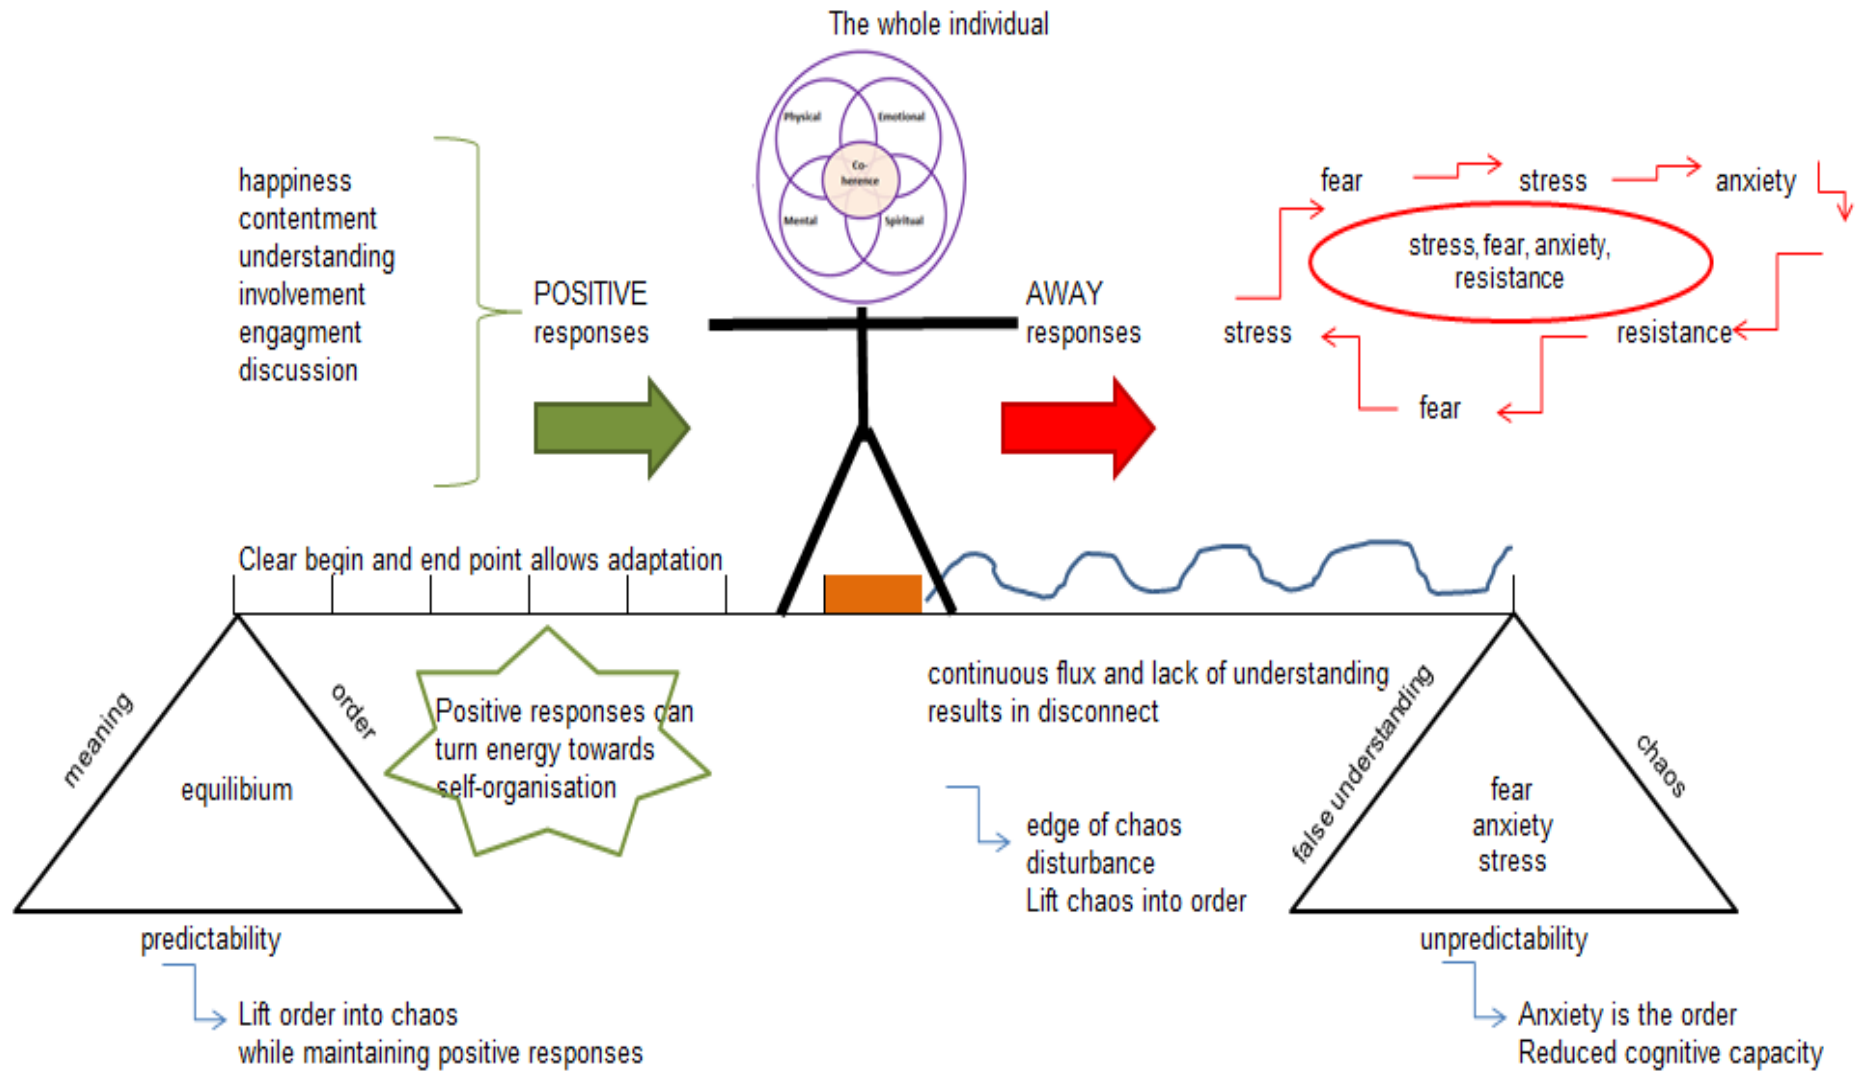 The whole individual
Physical
Emotional
Co-
herence
Mental
Spiritual
happiness
contentment
understanding
involvement
engagment
discussion
POSITIVE
responses
AWAY
responses
fear
stress
anxiety
stress, fear, anxiety,
resistance
stress
resistance
fear
Clear begin and end point allows adaptation
meaning
order
equilibium
predictability
Lift order into chaos
while maintaining positive responses
Positive responses can
turn energy towards
self-organisation
continuous flux and lack of understanding
results in disconnect
edge of chaos
disturbance
Lift chaos into order
false understanding
chaos
fear
anxiety
stress
unpredictability
Anxiety is the order
Reduced cognitive capacity